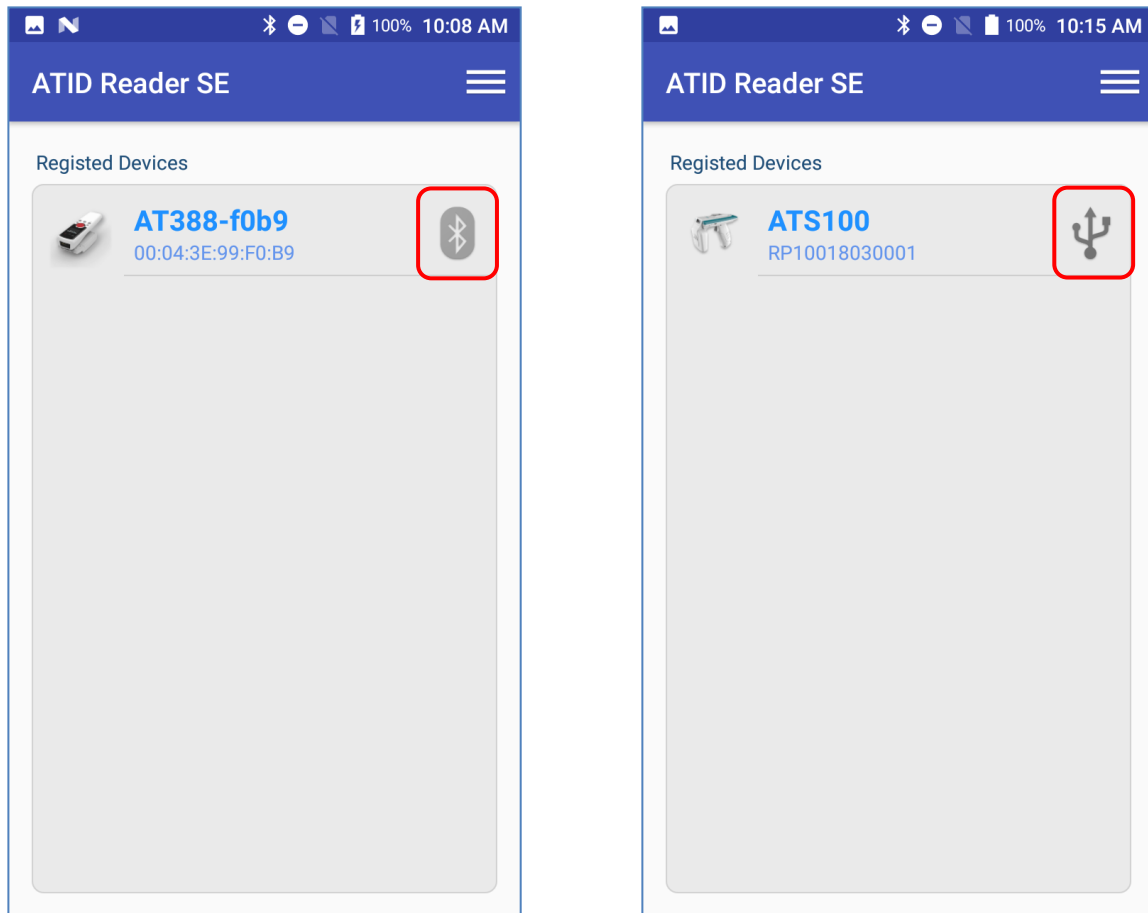 100% 10:08 AM
ATID Reader SE
Registed Devices
AT388-f0b9
00:04:3E:99:F0:B9
100% 10:15 AM
ATID Reader SE
Registed Devices
ATS100
RP10018030001